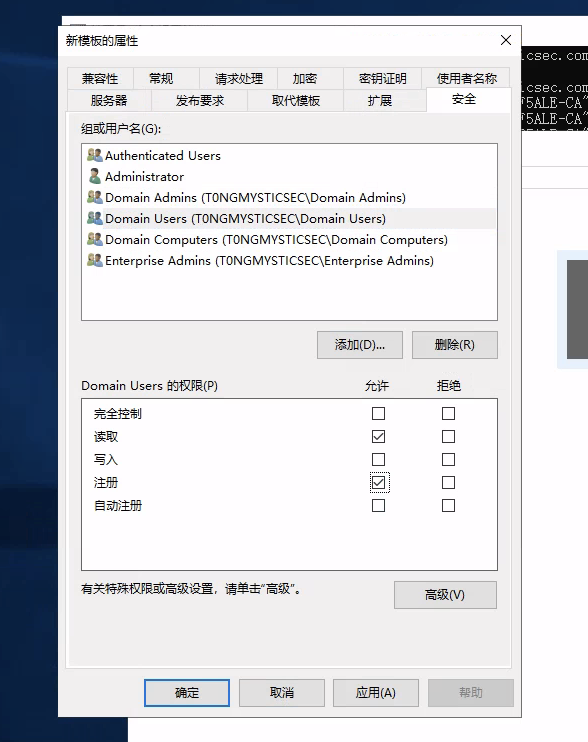 新模板的属性
兼容性 常规 请求处理 加密 密钥证明 使用者名称
服务器 发布要求 取代模板 扩展 安全
组或用户名(G):
Authenticated Users
Administrator
Domain Admins (T0NGMYSTICSEC\Domain Admins)
Domain Users (T0NGMYSTICSEC\Domain Users)
Domain Computers (T0NGMYSTICSEC\Domain Computers)
Enterprise Admins (T0NGMYSTICSEC\Enterprise Admins)
添加(D)... 删除(R)
Domain Users 的权限(P) 允许 拒绝
完全控制
读取
写入
注册
自动注册
有关特殊权限或高级设置，请单击“高级”。
高级(V)
确定 取消 应用(A) 帮助
icsec.com
icsec.com
F5ALE-CA"
F5ALE-CA"